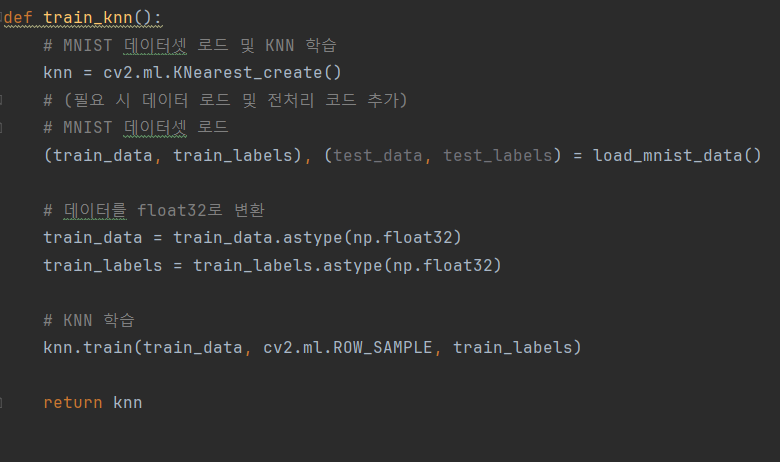 def train_knn():
# MNIST 데이터셋 로드 및 KNN 학습
knn = cv2.ml.KNearest_create()
# (필요 시 데이터 로드 및 전처리 코드 추가)
# MNIST 데이터셋 로드
(train_data, train_labels), (test_data, test_labels) = load_mnist_data()
# 데이터를 float32로 변환
train_data = train_data.astype(np.float32)
train_labels = train_labels.astype(np.float32)
# KNN 학습
knn.train(train_data, cv2.ml.ROW_SAMPLE, train_labels)
return knn